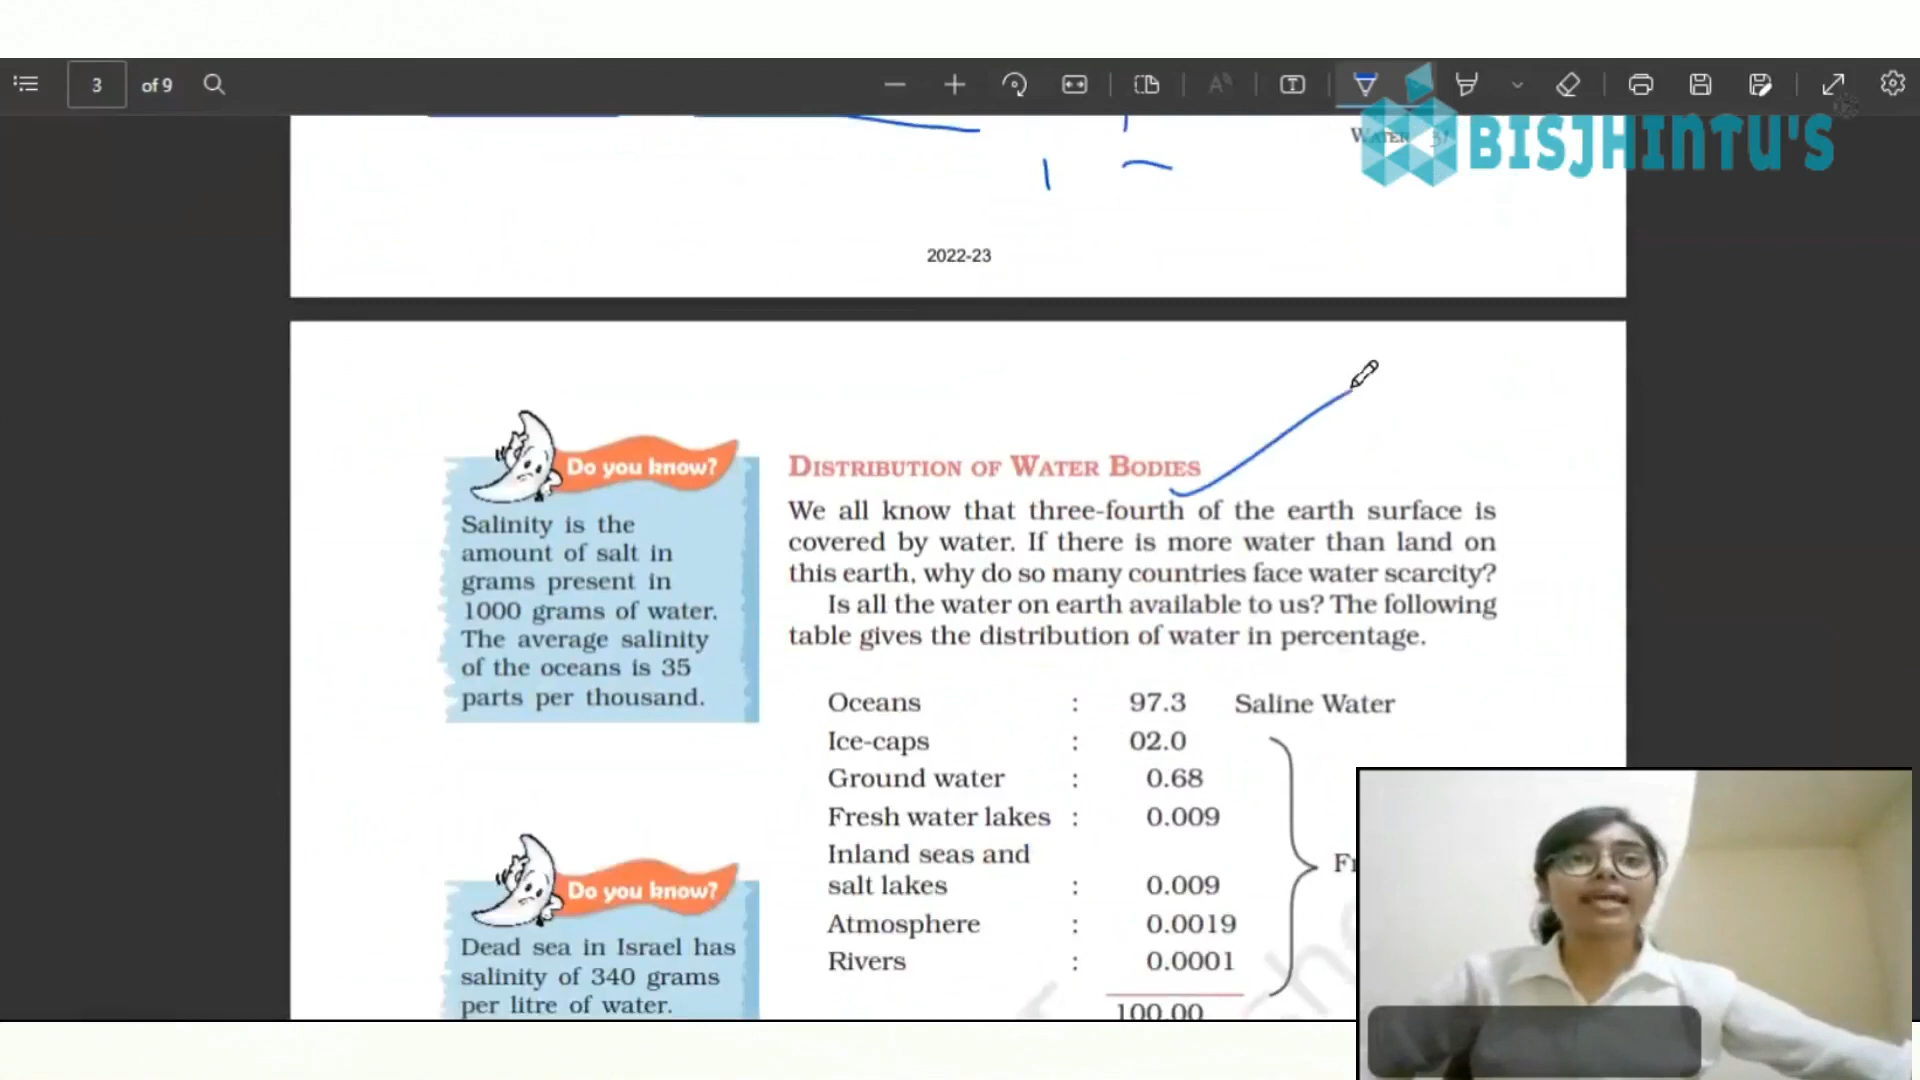 3 of 9
WATER
BISJHINTU'S
2022-23
Do you know?
Salinity is the
amount of salt in
grams present in
1000 grams of water.
The average salinity
of the oceans is 35
parts per thousand.
DISTRIBUTION OF WATER BODIES
We all know that three-fourth of the earth surface is
covered by water. If there is more water than land on
this earth, why do so many countries face water scarcity?
Is all the water on earth available to us? The following
table gives the distribution of water in percentage.
Oceans : 97.3 Saline Water
Ice-caps : 02.0
Ground water : 0.68
Fresh water lakes : 0.009
Inland seas and
salt lakes : 0.009
Atmosphere : 0.0019
Rivers : 0.0001
100.00
Do you know?
Dead sea in Israel has
salinity of 340 grams
per litre of water.